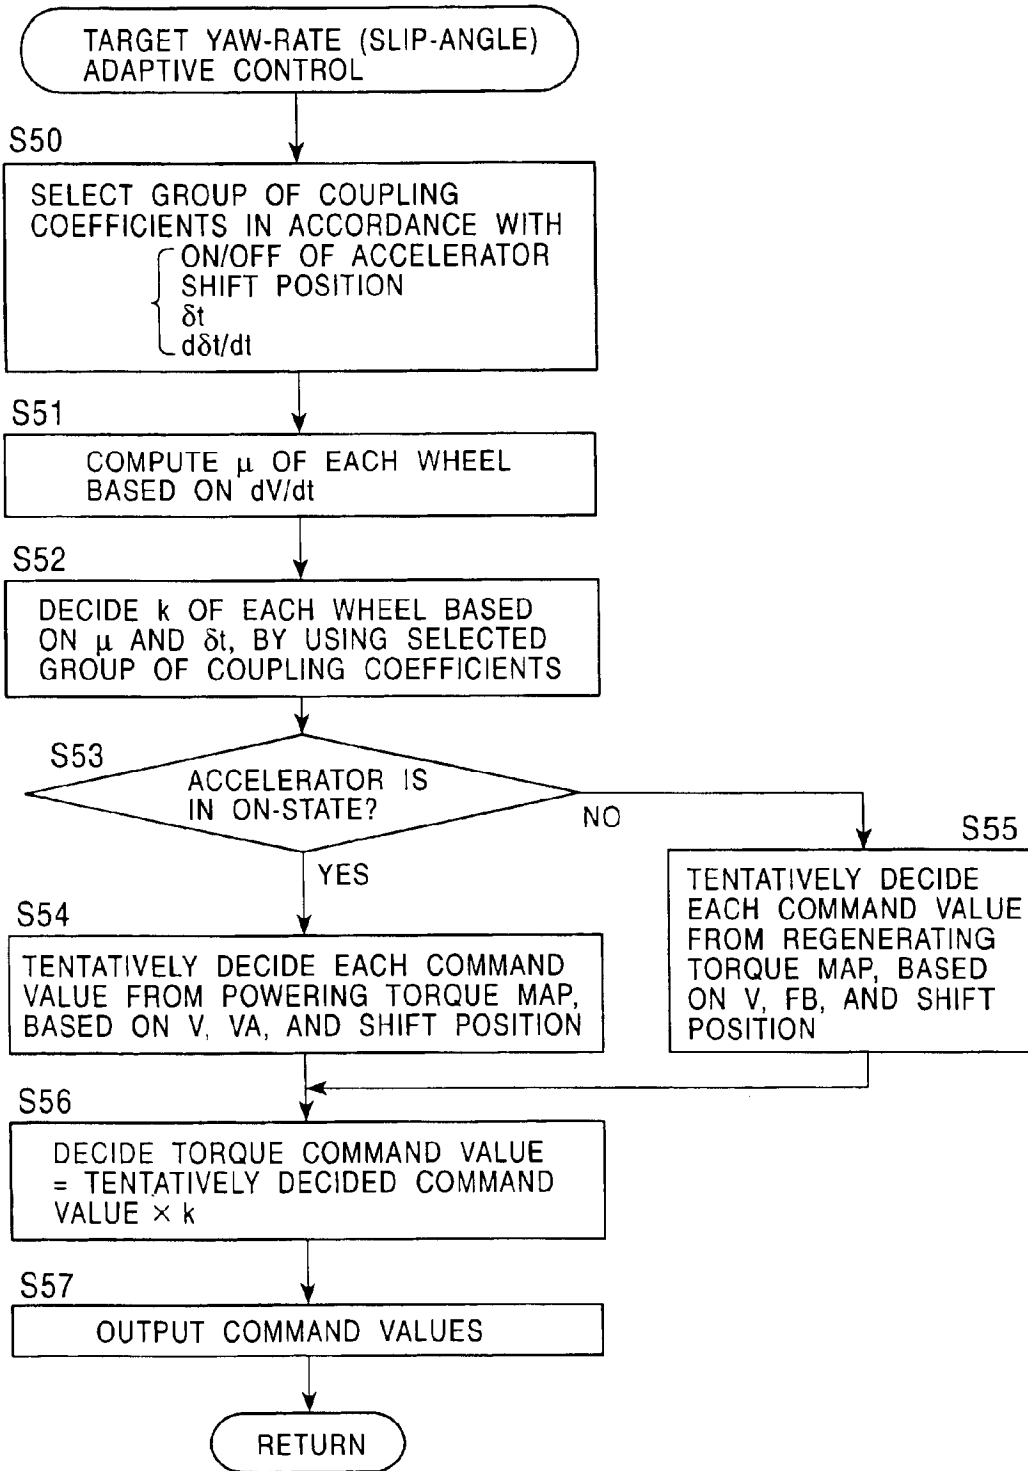 TARGET YAW-RATE (SLIP-ANGLE)
ADAPTIVE CONTROL
S50
SELECT GROUP OF COUPLING
COEFFICIENTS IN ACCORDANCE WITH
ON/OFF OF ACCELERATOR
SHIFT POSITION
δt
dδt/dt
S51
COMPUTE μ OF EACH WHEEL
BASED ON dV/dt
S52
DECIDE k OF EACH WHEEL BASED
ON μ AND δt, BY USING SELECTED
GROUP OF COUPLING COEFFICIENTS
S53
ACCELERATOR IS
IN ON-STATE?
NO
YES
S54
TENTATIVELY DECIDE EACH COMMAND
VALUE FROM POWERING TORQUE MAP,
BASED ON V, VA, AND SHIFT POSITION
S55
TENTATIVELY DECIDE
EACH COMMAND VALUE
FROM REGENERATING
TORQUE MAP, BASED
ON V, FB, AND SHIFT
POSITION
S56
DECIDE TORQUE COMMAND VALUE
= TENTATIVELY DECIDED COMMAND
VALUE × k
S57
OUTPUT COMMAND VALUES
RETURN